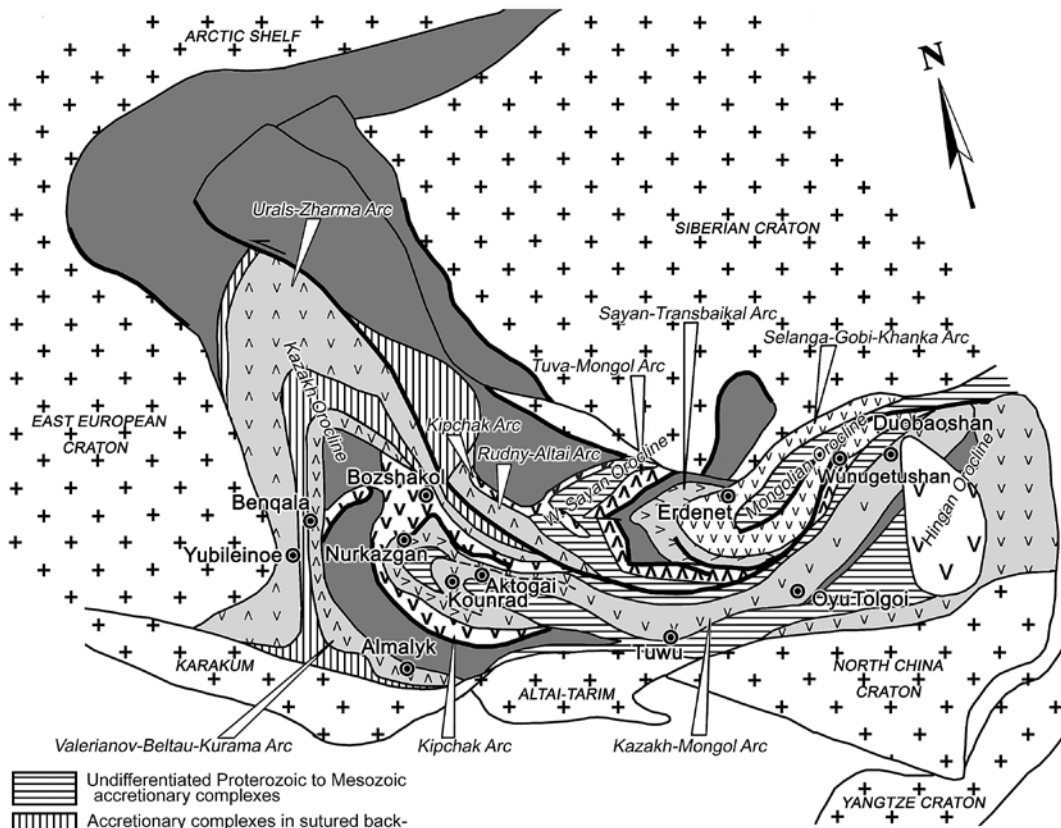 ARCTIC SHELF
N
Urals-Zharma Arc
SIBERIAN CRATON
Sayan-Transbaikal Arc
Selanga-Gobi-Khanka Arc
Tuva-Mongol Arc
Kazakh Orocline
EAST EUROPEAN
CRATON
Kipchak Arc
Rudny-Altai Arc
Duobaoshan
Mongolian Orocline
Wunugetushan
Hingan Orocline
W. Sayan Orocline
Bozshakol
Erdenet
Benqala
Yubileinoe
Nurkazgan
Aktogai
Kounrad
Oyu Tolgoi
Almalyk
Tuwu
KARAKUM
ALTAI-TARIM
NORTH CHINA
CRATON
Valerianov-Beltau-Kurama Arc
Kipchak Arc
Kazakh-Mongol Arc
Undifferentiated Proterozoic to Mesozoic
accretionary complexes
YANGTZE CRATON
Accretionary complexes in sutured back-